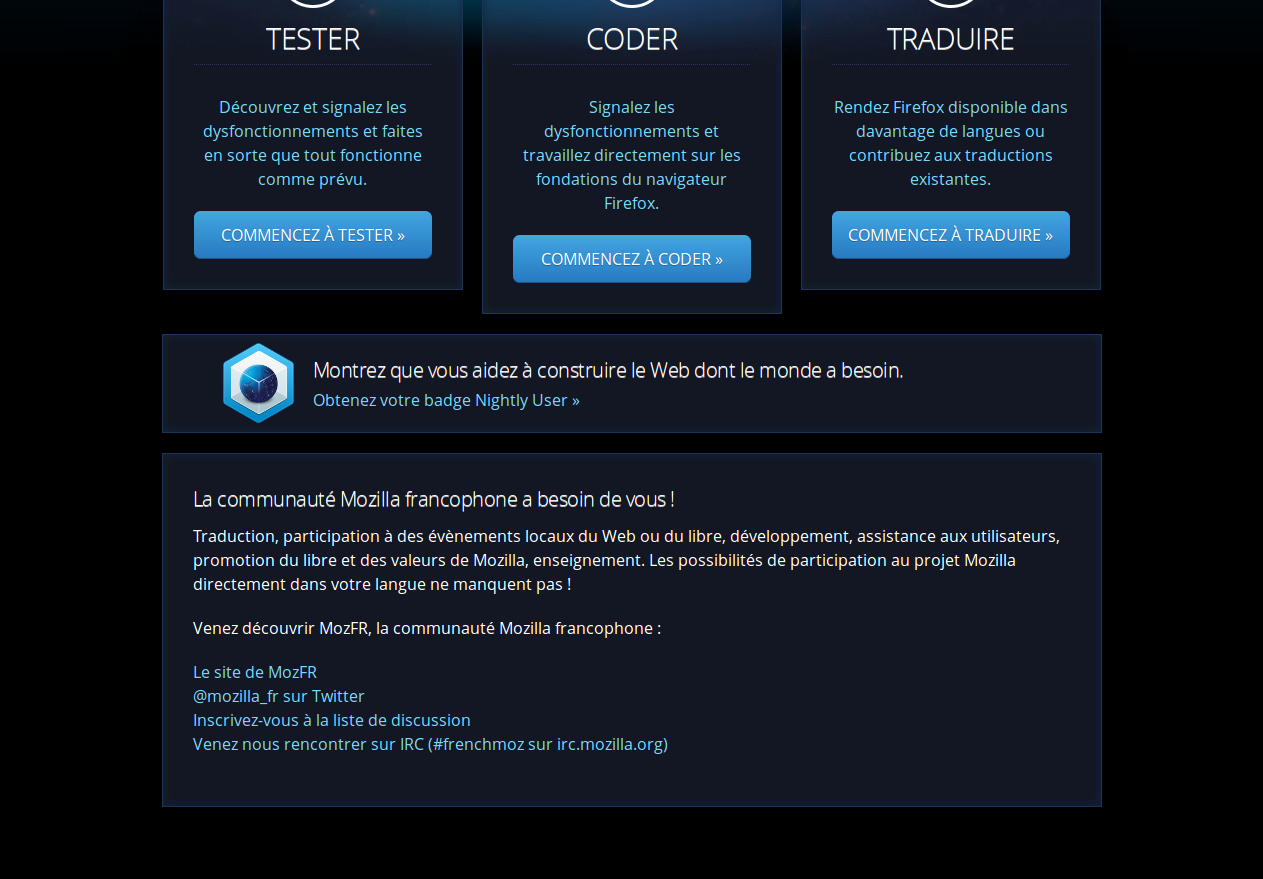 TESTER
Découvrez et signalez les
dysfonctionnements et faites
en sorte que tout fonctionne
comme prévu.
COMMENCEZ À TESTER »
CODER
Signalez les
dysfonctionnements et
travaillez directement sur les
fondations du navigateur
Firefox.
COMMENCEZ À CODER »
TRADUIRE
Rendez Firefox disponible dans
davantage de langues ou
contribuez aux traductions
existantes.
COMMENCEZ À TRADUIRE »
Montrez que vous aidez à construire le Web dont le monde a besoin.
Obtenez votre badge Nightly User »
La communauté Mozilla francophone a besoin de vous !
Traduction, participation à des évènements locaux du Web ou du libre, développement, assistance aux utilisateurs,
promotion du libre et des valeurs de Mozilla, enseignement. Les possibilités de participation au projet Mozilla
directement dans votre langue ne manquent pas !
Venez découvrir MozFR, la communauté Mozilla francophone :
Le site de MozFR
@mozilla_fr sur Twitter
Inscrivez-vous à la liste de discussion
Venez nous rencontrer sur IRC (#frenchmoz sur irc.mozilla.org)